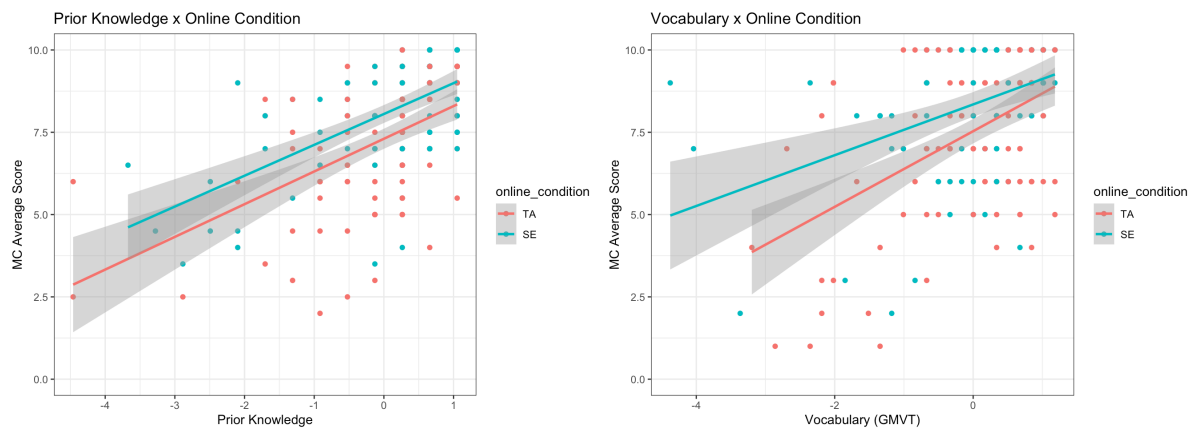 Prior Knowledge x Online Condition
MC Average Score
10.0
7.5
5.0
2.5
0.0
-4
-3
-2
-1
0
1
Prior Knowledge
online_condition
TA
SE
Vocabulary x Online Condition
MC Average Score
10.0
7.5
5.0
2.5
0.0
-4
-2
0
Vocabulary (GMVT)
online_condition
TA
SE